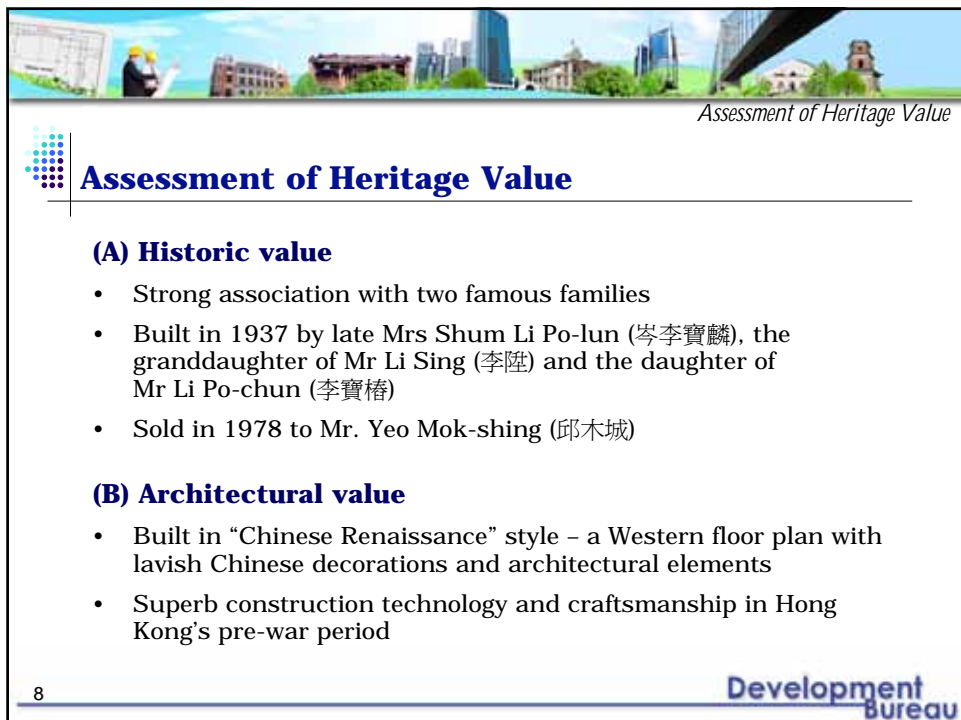 Assessment of Heritage Value
Assessment of Heritage Value
(A) Historic value
• Strong association with two famous families
• Built in 1937 by late Mrs Shum Li Po-lun (岑李寶麟), the
granddaughter of Mr Li Sing (李陞) and the daughter of
Mr Li Po-chun (李寶椿)
• Sold in 1978 to Mr. Yeo Mok-shing (邱木城)
(B) Architectural value
• Built in “Chinese Renaissance” style – a Western floor plan with
lavish Chinese decorations and architectural elements
• Superb construction technology and craftsmanship in Hong
Kong’s pre-war period
8
Development
Bureau